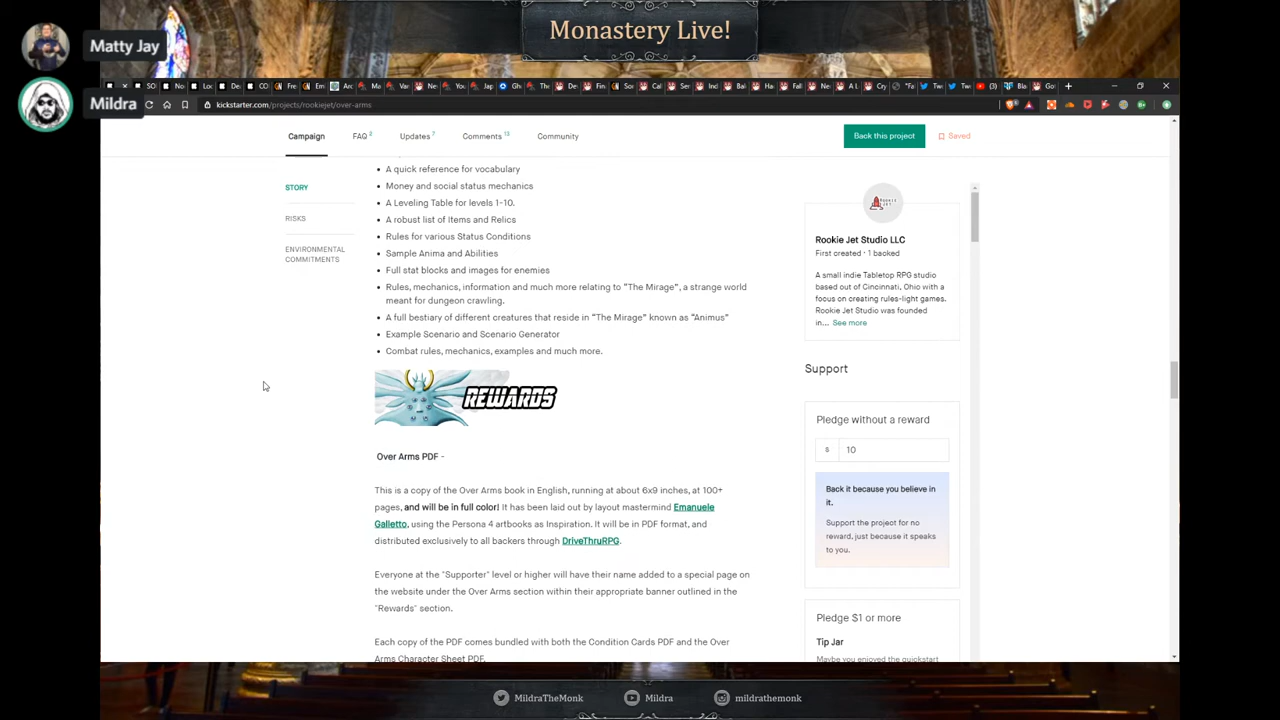 Monastery Live!
Matty Jay
Mildra
kickstarter.com/projects/rookiejet/over-arms
Campaign
FAQ 2
Updates 7
Comments 13
Community
Back this project
Saved
STORY
RISKS
ENVIRONMENTAL
COMMITMENTS
• A quick reference for vocabulary
• Money and social status mechanics
• A Leveling Table for levels 1-10.
• A robust list of Items and Relics
• Rules for various Status Conditions
• Sample Anima and Abilities
• Full stat blocks and images for enemies
• Rules, mechanics, information and much more relating to "The Mirage", a strange world
meant for dungeon crawling.
• A full bestiary of different creatures that reside in "The Mirage" known as "Animus"
• Example Scenario and Scenario Generator
• Combat rules, mechanics, examples and much more.
REWARDS
Over Arms PDF -
This is a copy of the Over Arms book in English, running at about 6x9 inches, at 100+
pages, and will be in full color! It has been laid out by layout mastermind Emanuele
Galletto, using the Persona 4 artbooks as Inspiration. It will be in PDF format, and
distributed exclusively to all backers through DriveThruRPG.
Everyone at the "Supporter" level or higher will have their name added to a special page on
the website under the Over Arms section within their appropriate banner outlined in the
"Rewards" section.
Each copy of the PDF comes bundled with both the Condition Cards PDF and the Over
Arms Character Sheet PDF.
ROOKIE
JET
Rookie Jet Studio LLC
First created · 1 backed
A small indie Tabletop RPG studio
based out of Cincinnati, Ohio with a
focus on creating rules-light games.
Rookie Jet Studio was founded
in... See more
Support
Pledge without a reward
$ 10
Back it because you believe in
it.
Support the project for no
reward, just because it speaks
to you.
Pledge $1 or more
Tip Jar
Maybe you enjoyed the quickstart
MildraTheMonk
Mildra
mildrathemonk